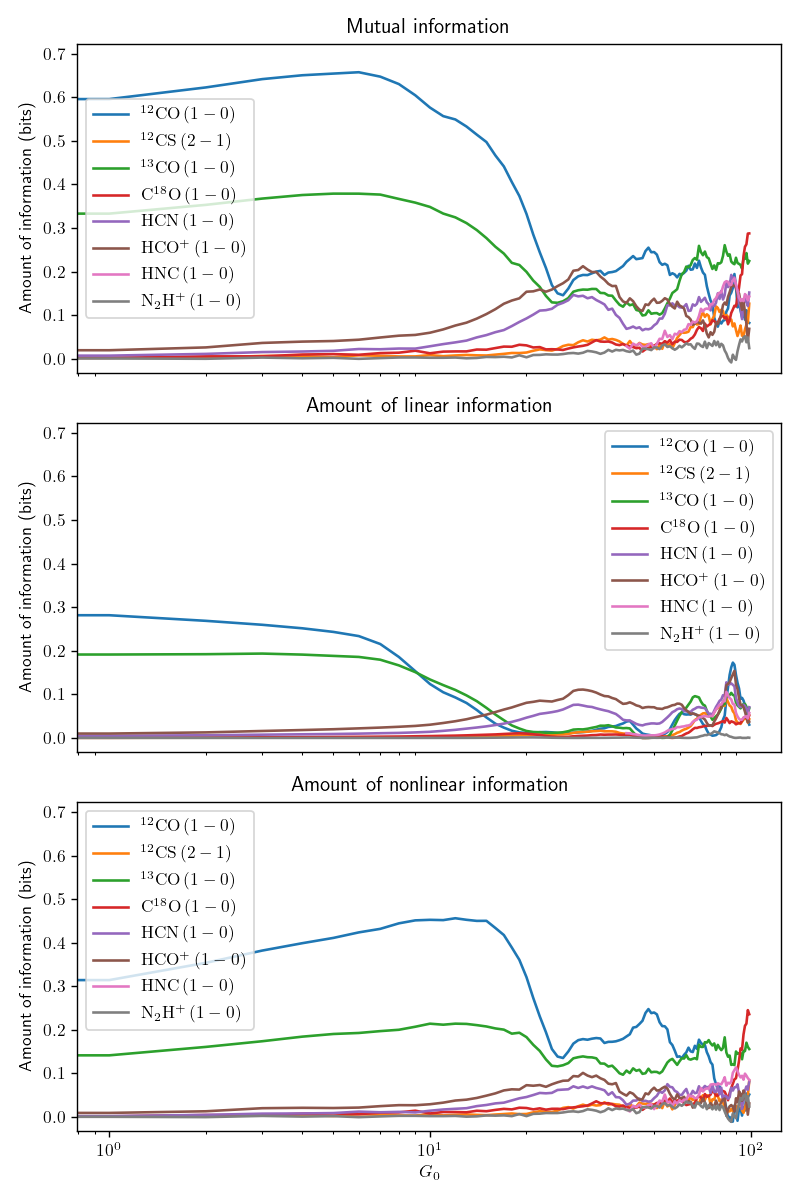 Mutual information
0.7
0.6
0.5
0.4
0.3
0.2
0.1
0.0
Amount of information (bits)
¹²CO (1 − 0)
¹²CS (2 − 1)
¹³CO (1 − 0)
C¹⁸O (1 − 0)
HCN (1 − 0)
HCO⁺ (1 − 0)
HNC (1 − 0)
N₂H⁺ (1 − 0)
Amount of linear information
0.7
0.6
0.5
0.4
0.3
0.2
0.1
0.0
Amount of information (bits)
¹²CO (1 − 0)
¹²CS (2 − 1)
¹³CO (1 − 0)
C¹⁸O (1 − 0)
HCN (1 − 0)
HCO⁺ (1 − 0)
HNC (1 − 0)
N₂H⁺ (1 − 0)
Amount of nonlinear information
0.7
0.6
0.5
0.4
0.3
0.2
0.1
0.0
Amount of information (bits)
¹²CO (1 − 0)
¹²CS (2 − 1)
¹³CO (1 − 0)
C¹⁸O (1 − 0)
HCN (1 − 0)
HCO⁺ (1 − 0)
HNC (1 − 0)
N₂H⁺ (1 − 0)
10⁰ 10¹ 10²
G₀